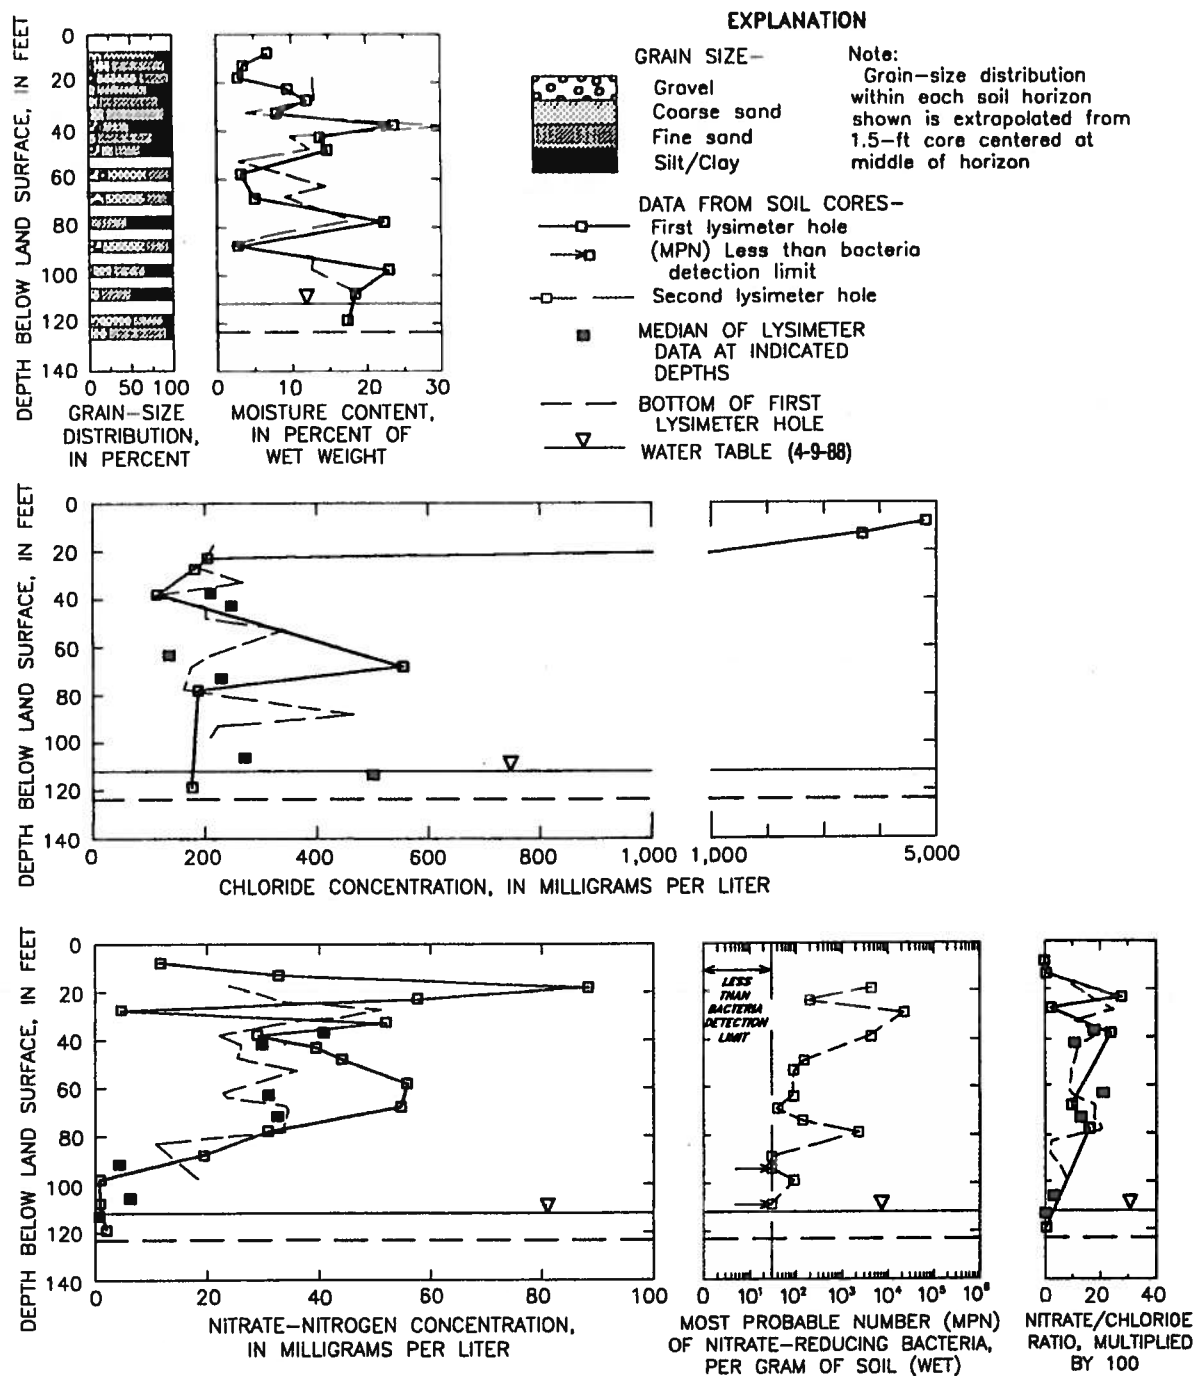 EXPLANATION
GRAIN SIZE—
Gravel
Coarse sand
Fine sand
Silt/Clay
Note:
Grain-size distribution
within each soil horizon
shown is extrapolated from
1.5-ft core centered at
middle of horizon
DATA FROM SOIL CORES—
First lysimeter hole
(MPN) Less than bacteria
detection limit
Second lysimeter hole
MEDIAN OF LYSIMETER
DATA AT INDICATED
DEPTHS
BOTTOM OF FIRST
LYSIMETER HOLE
WATER TABLE (4-9-88)
DEPTH BELOW LAND SURFACE, IN FEET
0
20
40
60
80
100
120
140
0 50 100
GRAIN-SIZE
DISTRIBUTION,
IN PERCENT
0 10 20 30
MOISTURE CONTENT,
IN PERCENT OF
WET WEIGHT
DEPTH BELOW LAND SURFACE, IN FEET
0
20
40
60
80
100
120
140
0 200 400 600 800 1,000 1,000 5,000
CHLORIDE CONCENTRATION, IN MILLIGRAMS PER LITER
DEPTH BELOW LAND SURFACE, IN FEET
0
20
40
60
80
100
120
140
0 20 40 60 80 100
NITRATE-NITROGEN CONCENTRATION,
IN MILLIGRAMS PER LITER
LESS
THAN
BACTERIA
DETECTION
LIMIT
0 10¹ 10² 10³ 10⁴ 10⁵ 10⁶
MOST PROBABLE NUMBER (MPN)
OF NITRATE-REDUCING BACTERIA,
PER GRAM OF SOIL (WET)
0 20 40
NITRATE/CHLORIDE
RATIO, MULTIPLIED
BY 100